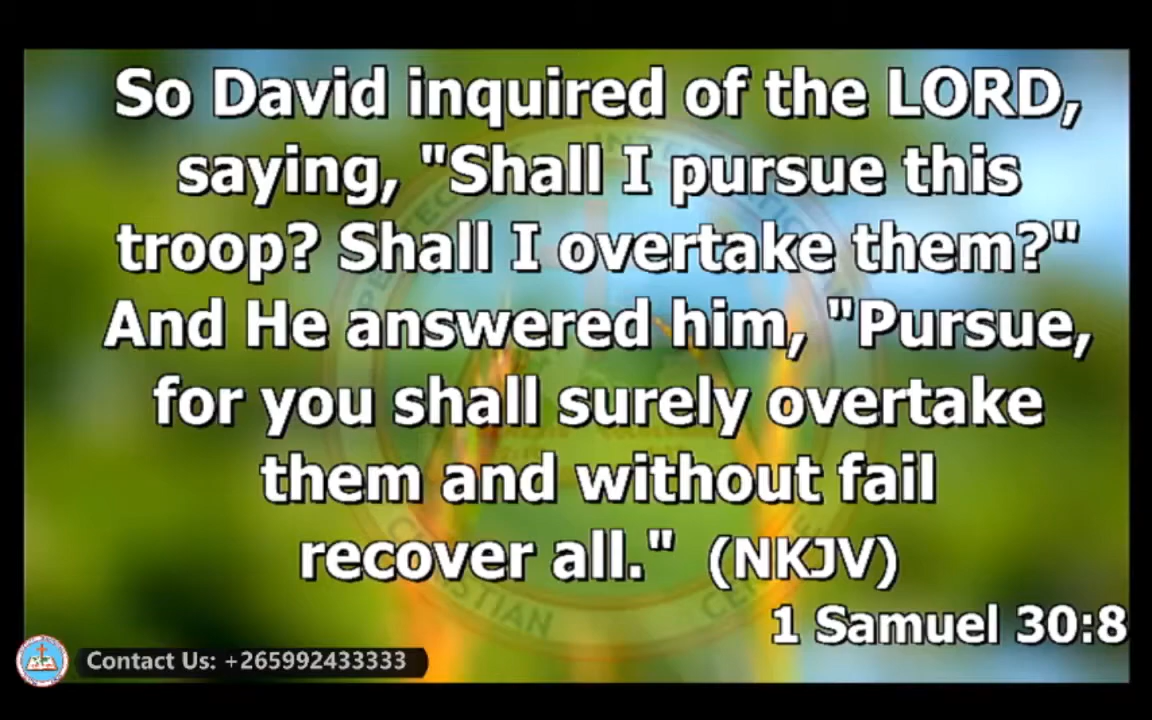 So David inquired of the LORD,
saying, "Shall I pursue this
troop? Shall I overtake them?"
And He answered him, "Pursue,
for you shall surely overtake
them and without fail
recover all." (NKJV)
1 Samuel 30:8
Contact Us: +265992433333